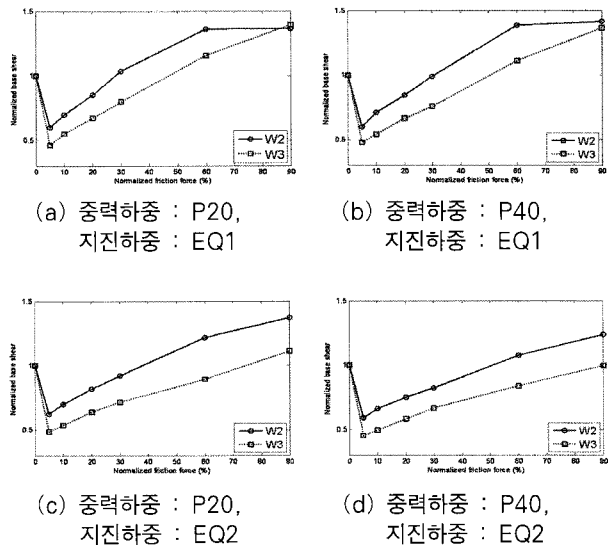 1.5
1
0.5
Normalized base shear
0 10 20 30 40 50 60 70 80 90
Normalized friction force (%)
W2
W3
(a) 중력하중 : P20,
지진하중 : EQ1
1.5
1
0.5
Normalized base shear
0 10 20 30 40 50 60 70 80 90
Normalized friction force (%)
W2
W3
(b) 중력하중 : P40,
지진하중 : EQ1
1.5
1
0.5
Normalized base shear
0 10 20 30 40 50 60 70 80 90
Normalized friction force (%)
W2
W3
(c) 중력하중 : P20,
지진하중 : EQ2
1.5
1
0.5
Normalized base shear
0 10 20 30 40 50 60 70 80 90
Normalized friction force (%)
W2
W3
(d) 중력하중 : P40,
지진하중 : EQ2